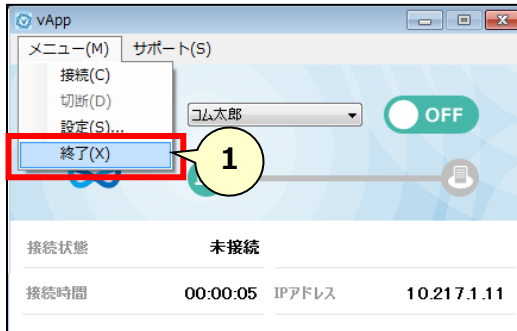 vApp
メニュー(M) サポート(S)
接続(C)
切断(D)
設定(S)...
終了(X)
1
コム太郎
OFF
接続状態 未接続
接続時間 00:00:05 IPアドレス 10.217.1.11